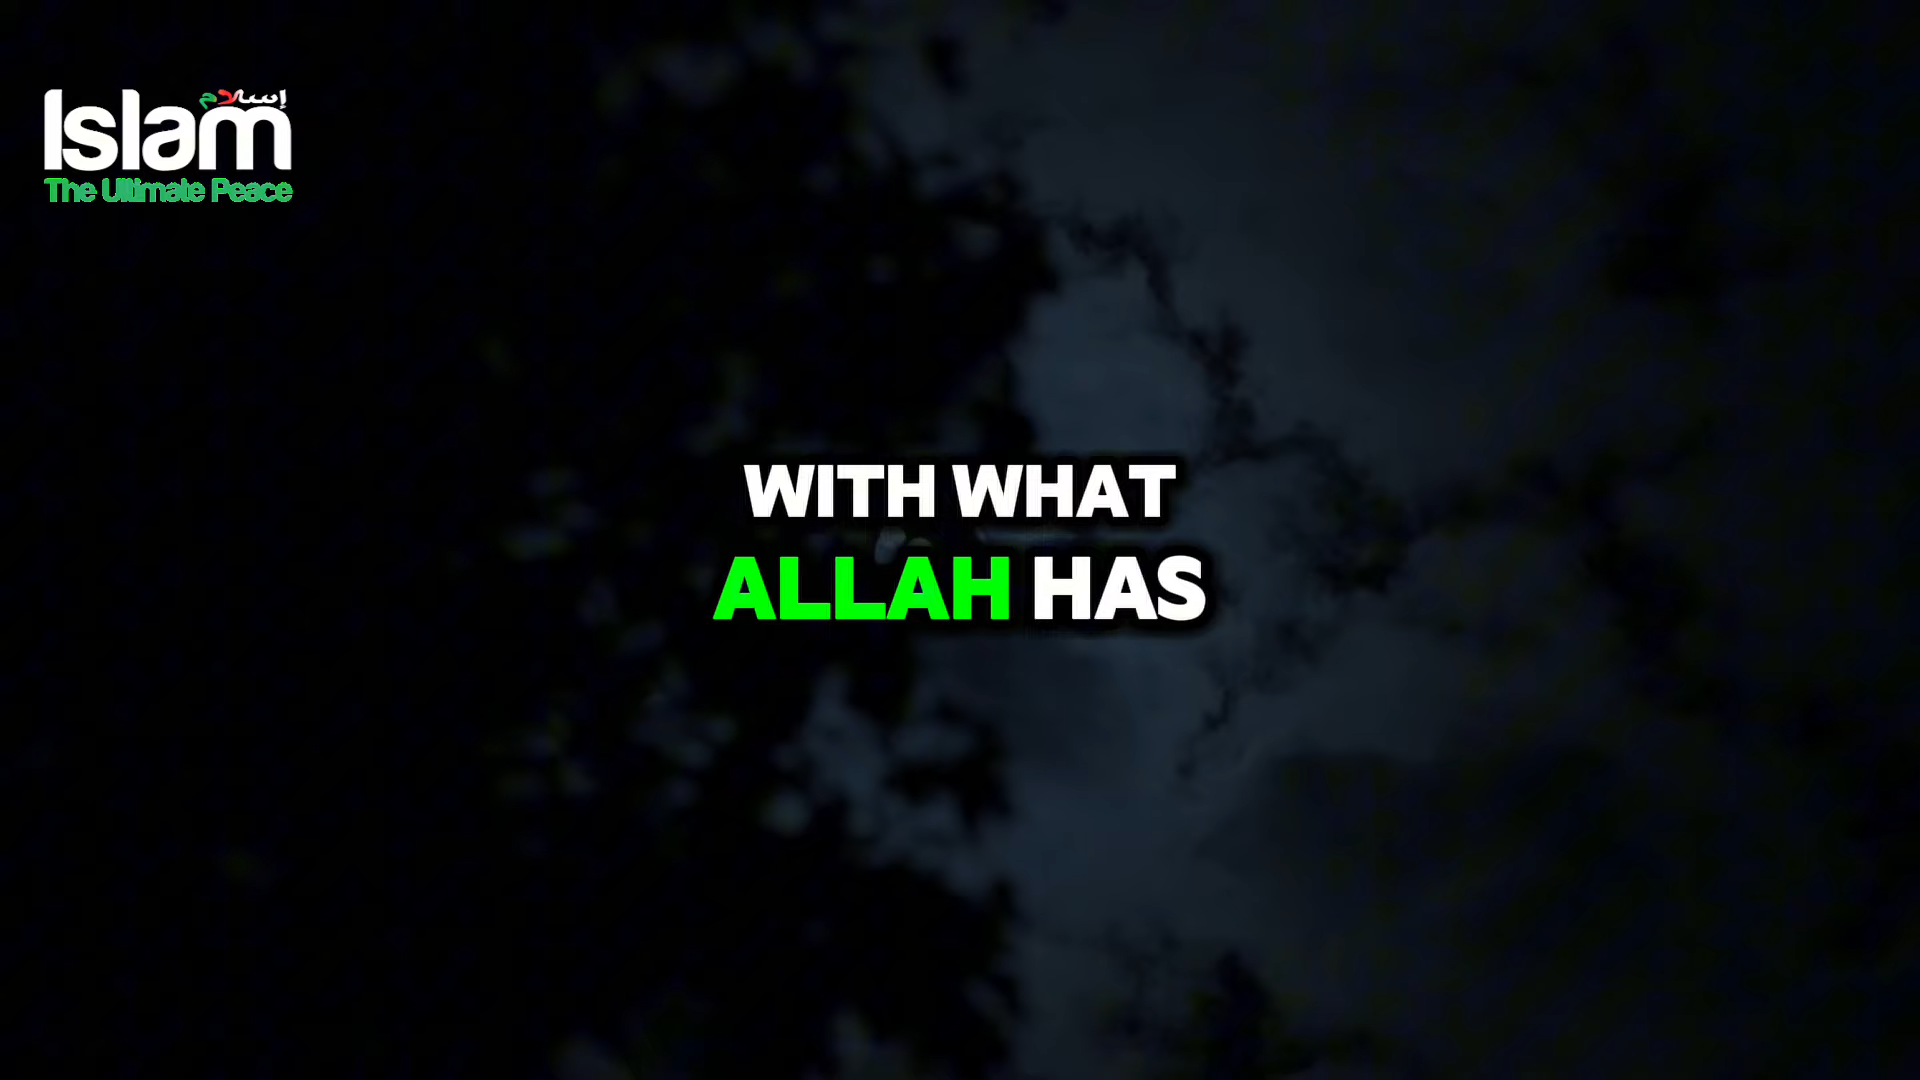 إسلام
Islam
The Ultimate Peace
WITH WHAT
ALLAH HAS